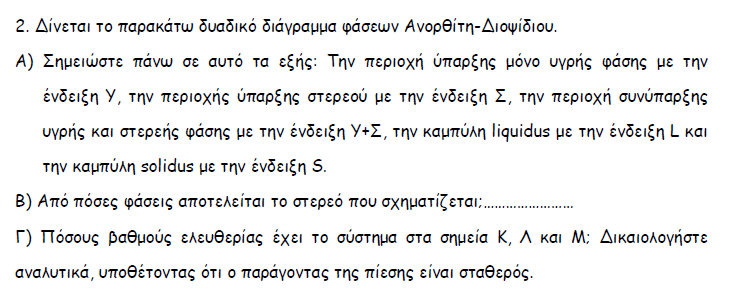 2. Δίνεται το παρακάτω δυαδικό διάγραμμα φάσεων Ανορθίτη-Διοψίδιου.
Α) Σημειώστε πάνω σε αυτό τα εξής: Την περιοχή ύπαρξης μόνο υγρής φάσης με την
ένδειξη Υ, την περιοχής ύπαρξης στερεού με την ένδειξη Σ, την περιοχή συνύπαρξης
υγρής και στερεής φάσης με την ένδειξη Υ+Σ, την καμπύλη liquidus με την ένδειξη L και
την καμπύλη solidus με την ένδειξη S.
Β) Από πόσες φάσεις αποτελείται το στερεό που σχηματίζεται;……………………
Γ) Πόσους βαθμούς ελευθερίας έχει το σύστημα στα σημεία Κ, Λ και Μ; Δικαιολογήστε
αναλυτικά, υποθέτοντας ότι ο παράγοντας της πίεσης είναι σταθερός.